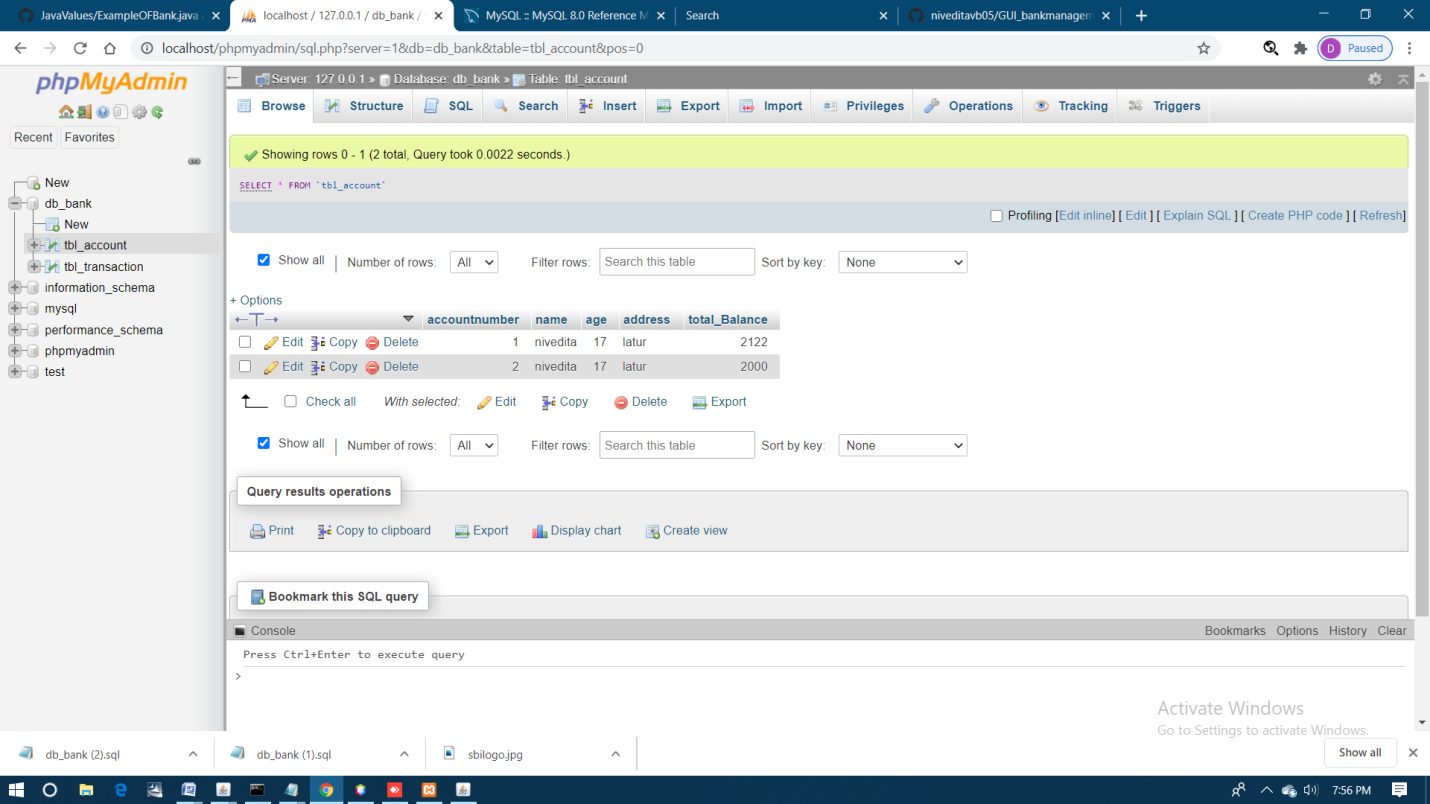 JavaValues/ExampleOFBank.java
localhost / 127.0.0.1 / db_bank /
MySQL :: MySQL 8.0 Reference M
Search
niveditavb05/GUI_bankmanagem
localhost/phpmyadmin/sql.php?server=1&db=db_bank&table=tbl_account&pos=0
D Paused
phpMyAdmin
Recent Favorites
New
db_bank
New
tbl_account
tbl_transaction
information_schema
mysql
performance_schema
phpmyadmin
test
Server: 127.0.0.1 » Database: db_bank » Table: tbl_account
Browse Structure SQL Search Insert Export Import Privileges Operations Tracking Triggers
Showing rows 0 - 1 (2 total, Query took 0.0022 seconds.)
SELECT * FROM `tbl_account`
Profiling [Edit inline] [ Edit ] [ Explain SQL ] [ Create PHP code ] [ Refresh]
Show all Number of rows: All Filter rows: Search this table Sort by key: None
+ Options
accountnumber name age address total_Balance
Edit Copy Delete 1 nivedita 17 latur 2122
Edit Copy Delete 2 nivedita 17 latur 2000
Check all With selected: Edit Copy Delete Export
Show all Number of rows: All Filter rows: Search this table Sort by key: None
Query results operations
Print Copy to clipboard Export Display chart Create view
Bookmark this SQL query
Console Bookmarks Options History Clear
Press Ctrl+Enter to execute query
>
Activate Windows
Go to Settings to activate Windows.
db_bank (2).sql db_bank (1).sql sbilogo.jpg Show all
7:56 PM